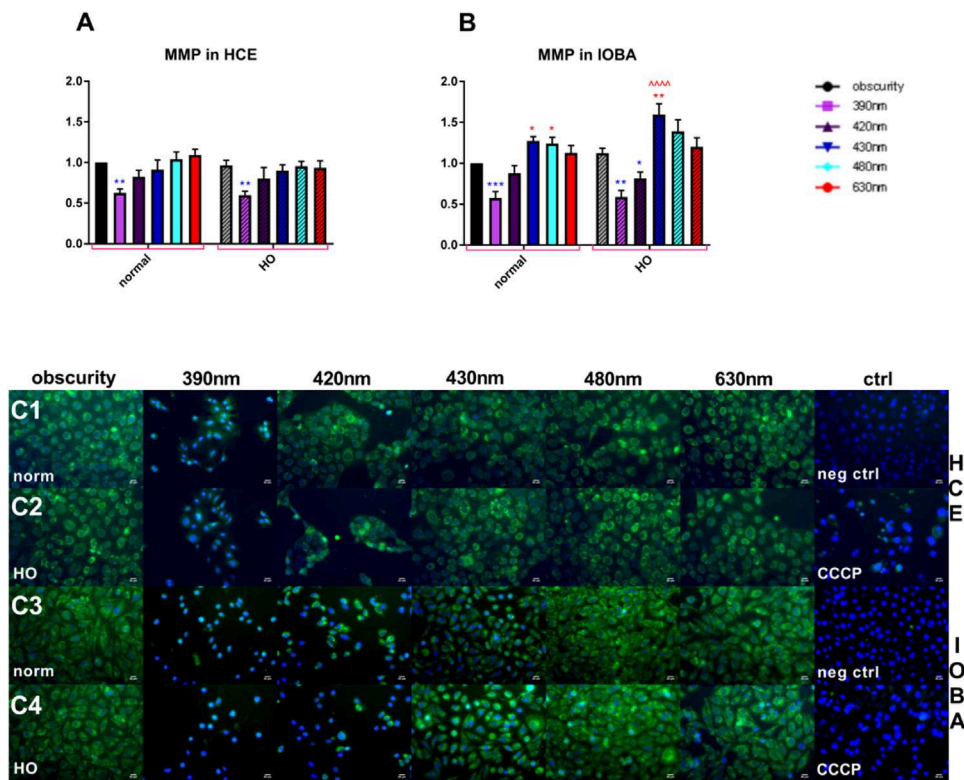 A
B
MMP in HCE
MMP in IOBA
2.0
1.5
1.0
0.5
0.0
**
**
normal
HO
2.0
1.5
1.0
0.5
0.0
***
*
*
**
*
^^^^
**
normal
HO
obscurity
390nm
420nm
430nm
480nm
630nm
obscurity 390nm 420nm 430nm 480nm 630nm ctrl
C1
norm
neg ctrl
C2
HO
CCCP
HCE
C3
norm
neg ctrl
C4
HO
CCCP
IOBA